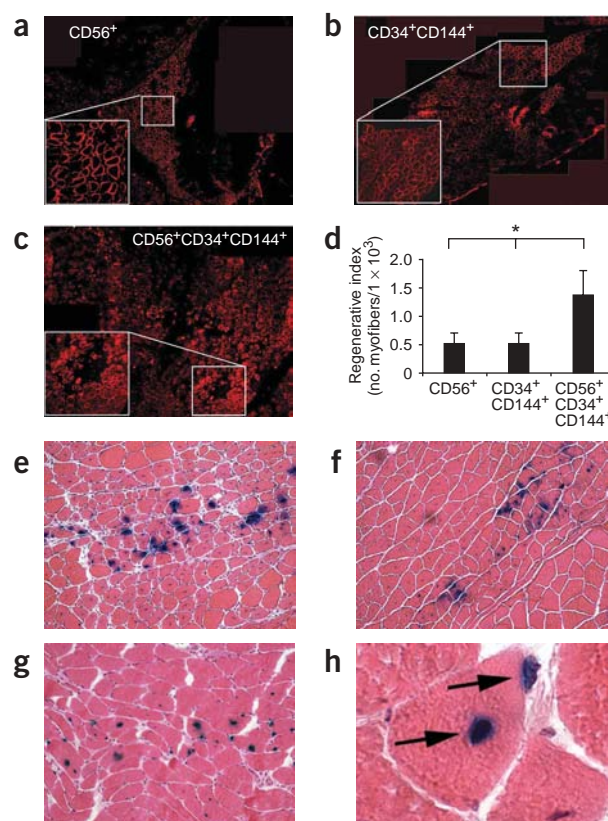 a
CD56+
b
CD34+CD144+
c
CD56+CD34+CD144+
d
*
Regenerative index
(no. myofibers/1 × 10³)
2.0
1.5
1.0
0.5
0
CD56+
CD34+
CD144+
CD56+
CD34+
CD144+
e
f
g
h